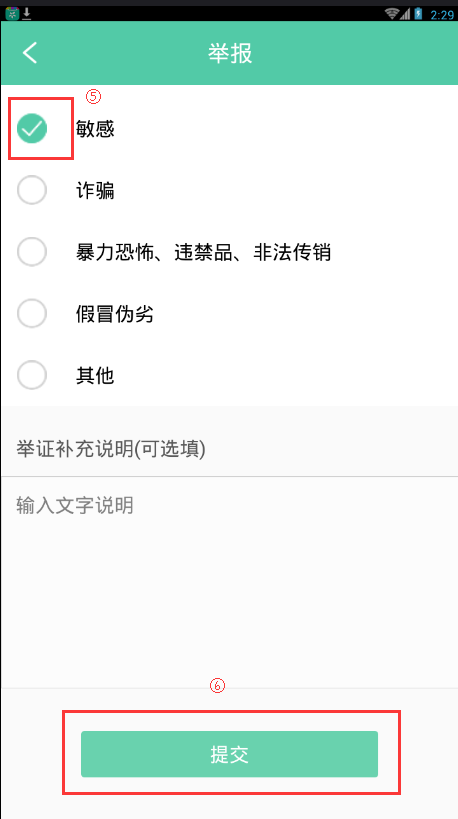 2:29
举报
⑤
敏感
诈骗
暴力恐怖、违禁品、非法传销
假冒伪劣
其他
举证补充说明(可选填)
输入文字说明
⑥
提交